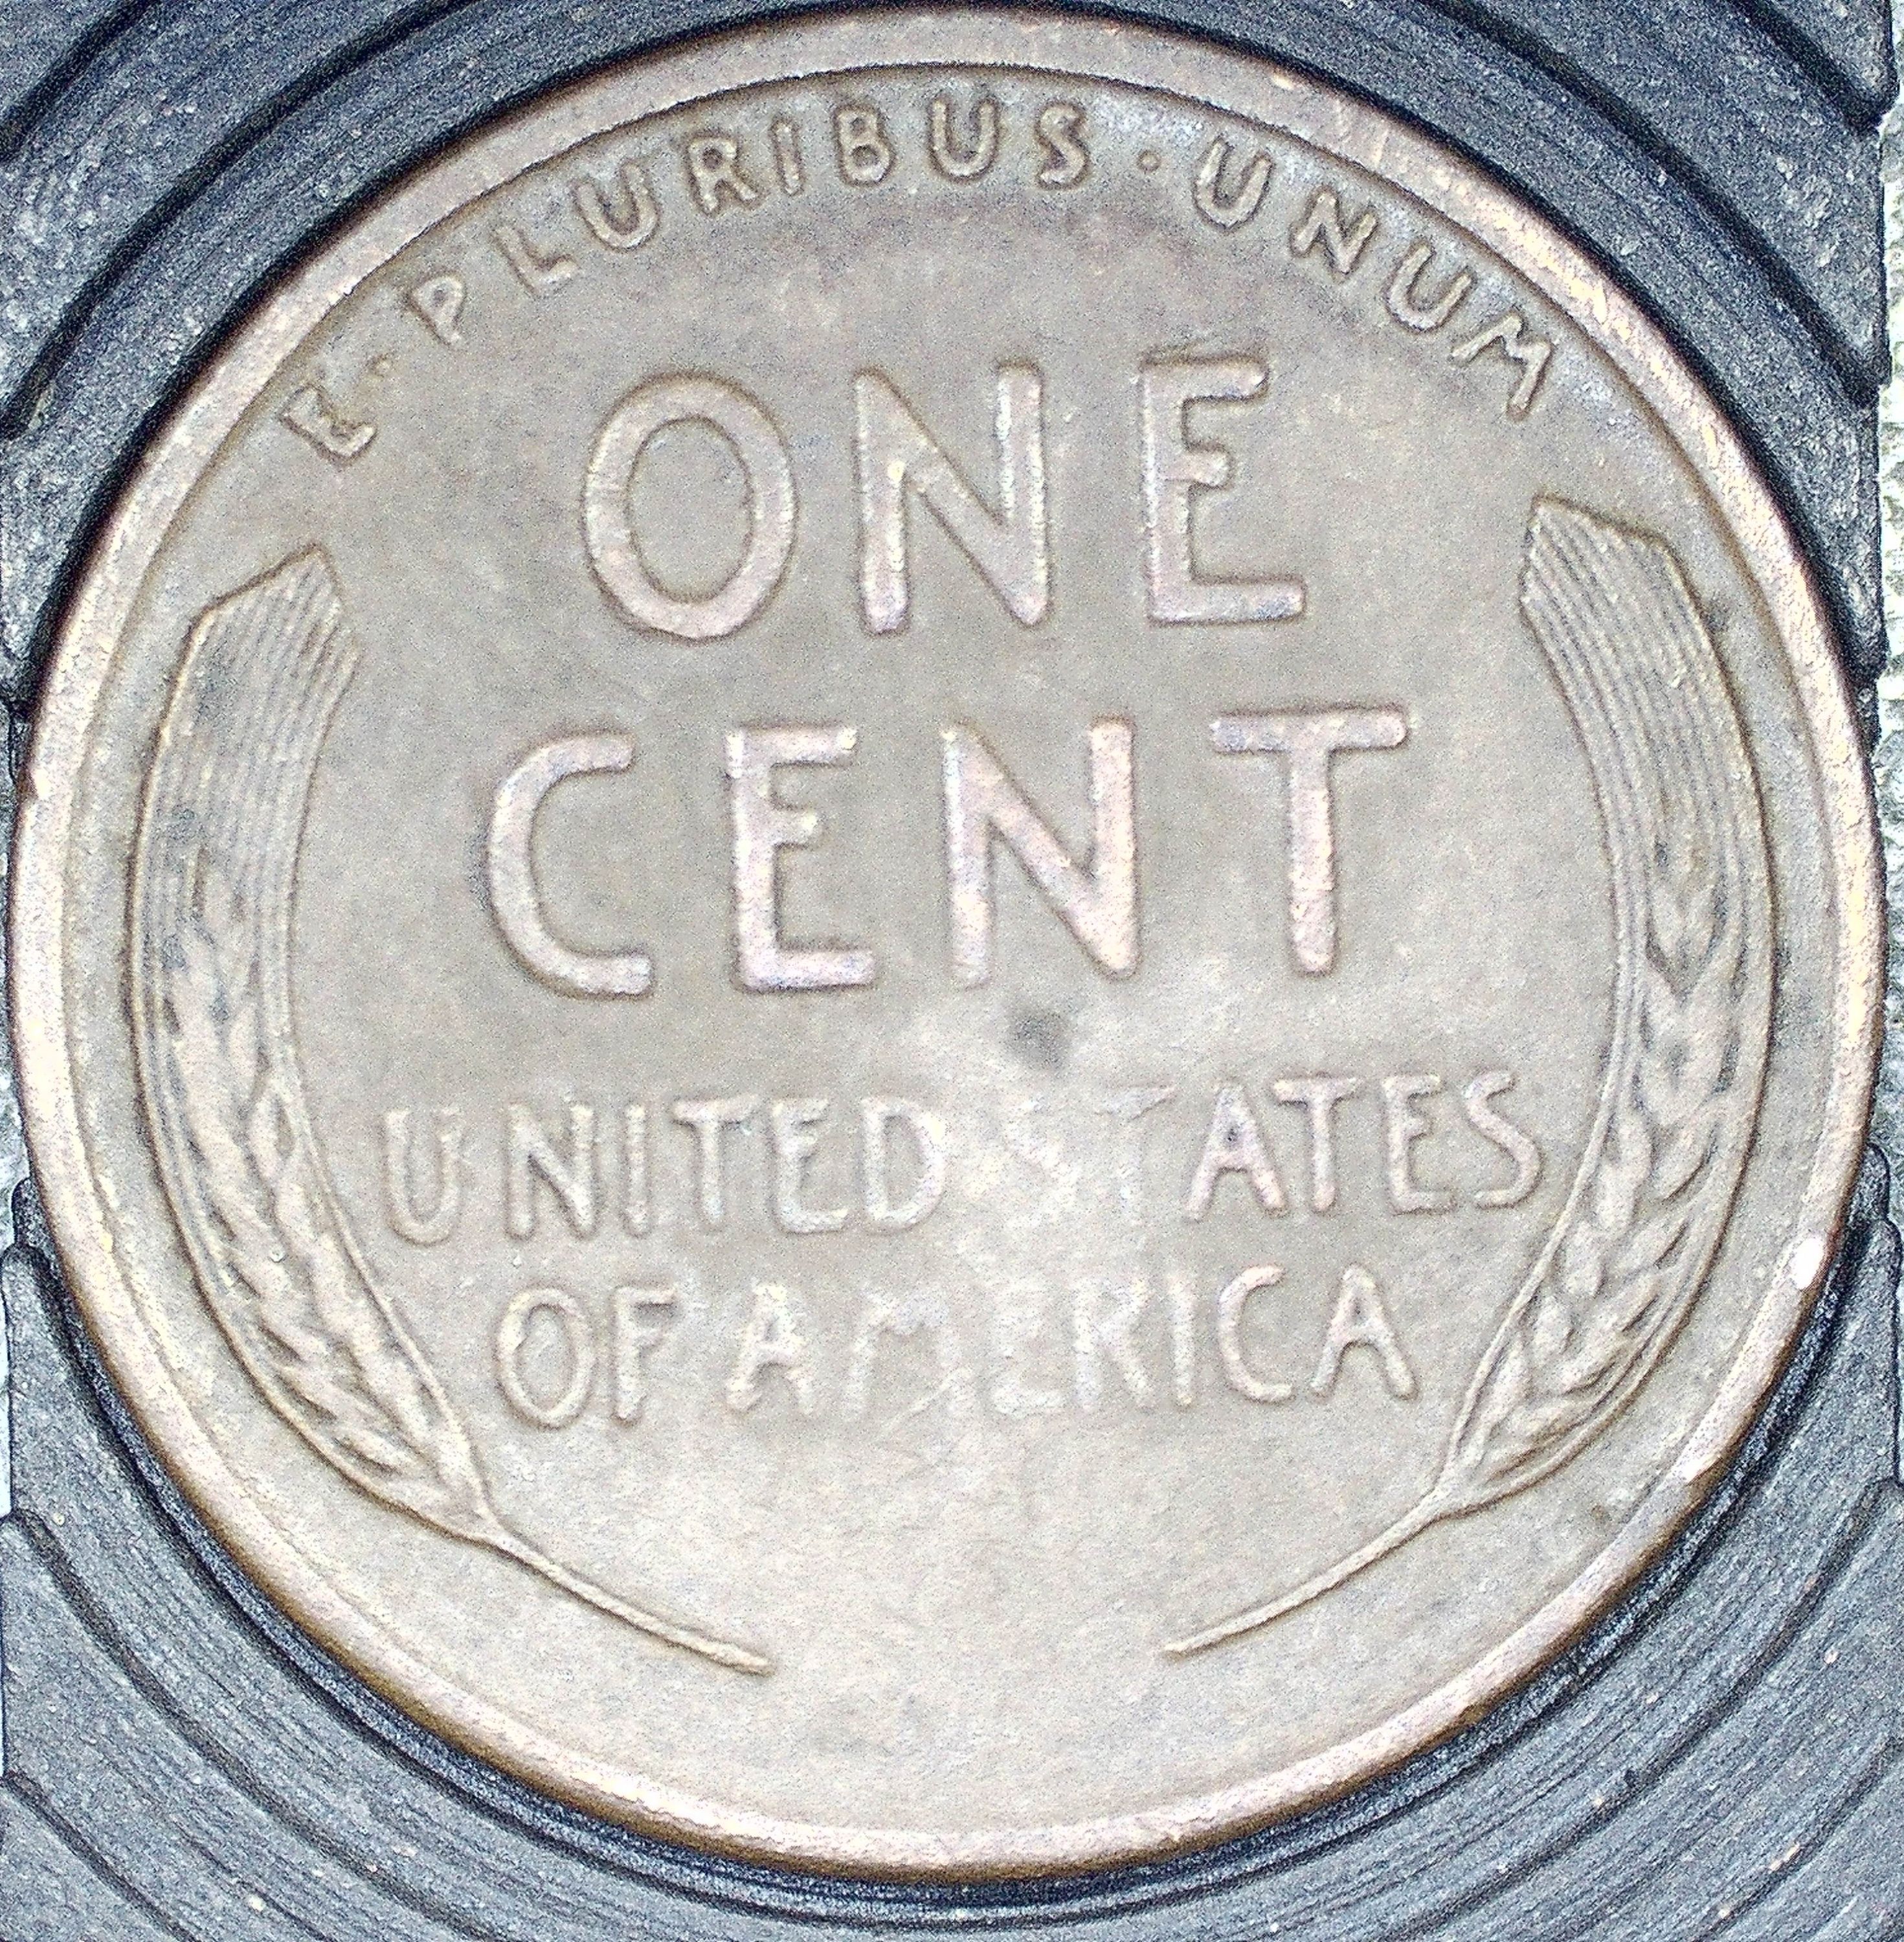 E·PLURIBUS·UNUM
ONE
CENT
UNITED STATES
OF AMERICA